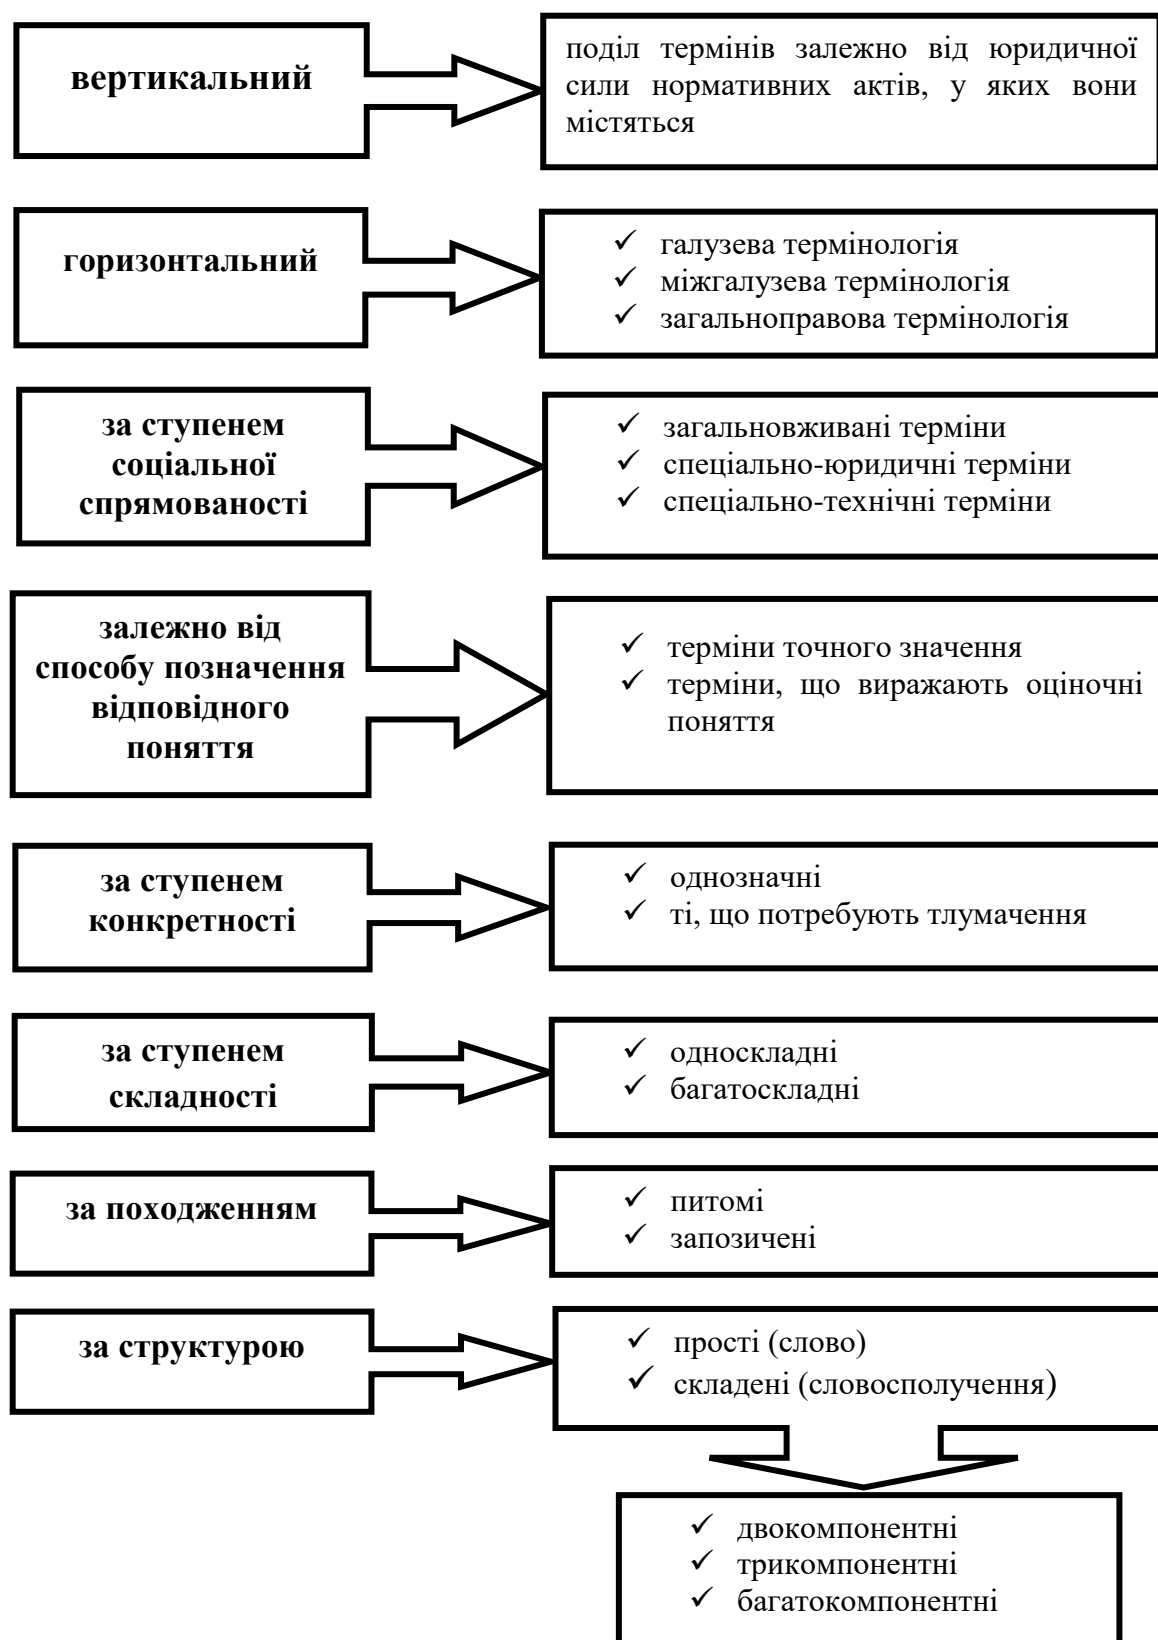 вертикальний
поділ термінів залежно від юридичної
сили нормативних актів, у яких вони
містяться
горизонтальний
✓ галузева термінологія
✓ міжгалузева термінологія
✓ загальноправова термінологія
за ступенем
соціальної
спрямованості
✓ загальновживані терміни
✓ спеціально-юридичні терміни
✓ спеціально-технічні терміни
залежно від
способу позначення
відповідного
поняття
✓ терміни точного значення
✓ терміни, що виражають оціночні
поняття
за ступенем
конкретності
✓ однозначні
✓ ті, що потребують тлумачення
за ступенем
складності
✓ односкладні
✓ багатоскладні
за походженням
✓ питомі
✓ запозичені
за структурою
✓ прості (слово)
✓ складені (словосполучення)
✓ двокомпонентні
✓ трикомпонентні
✓ багатокомпонентні